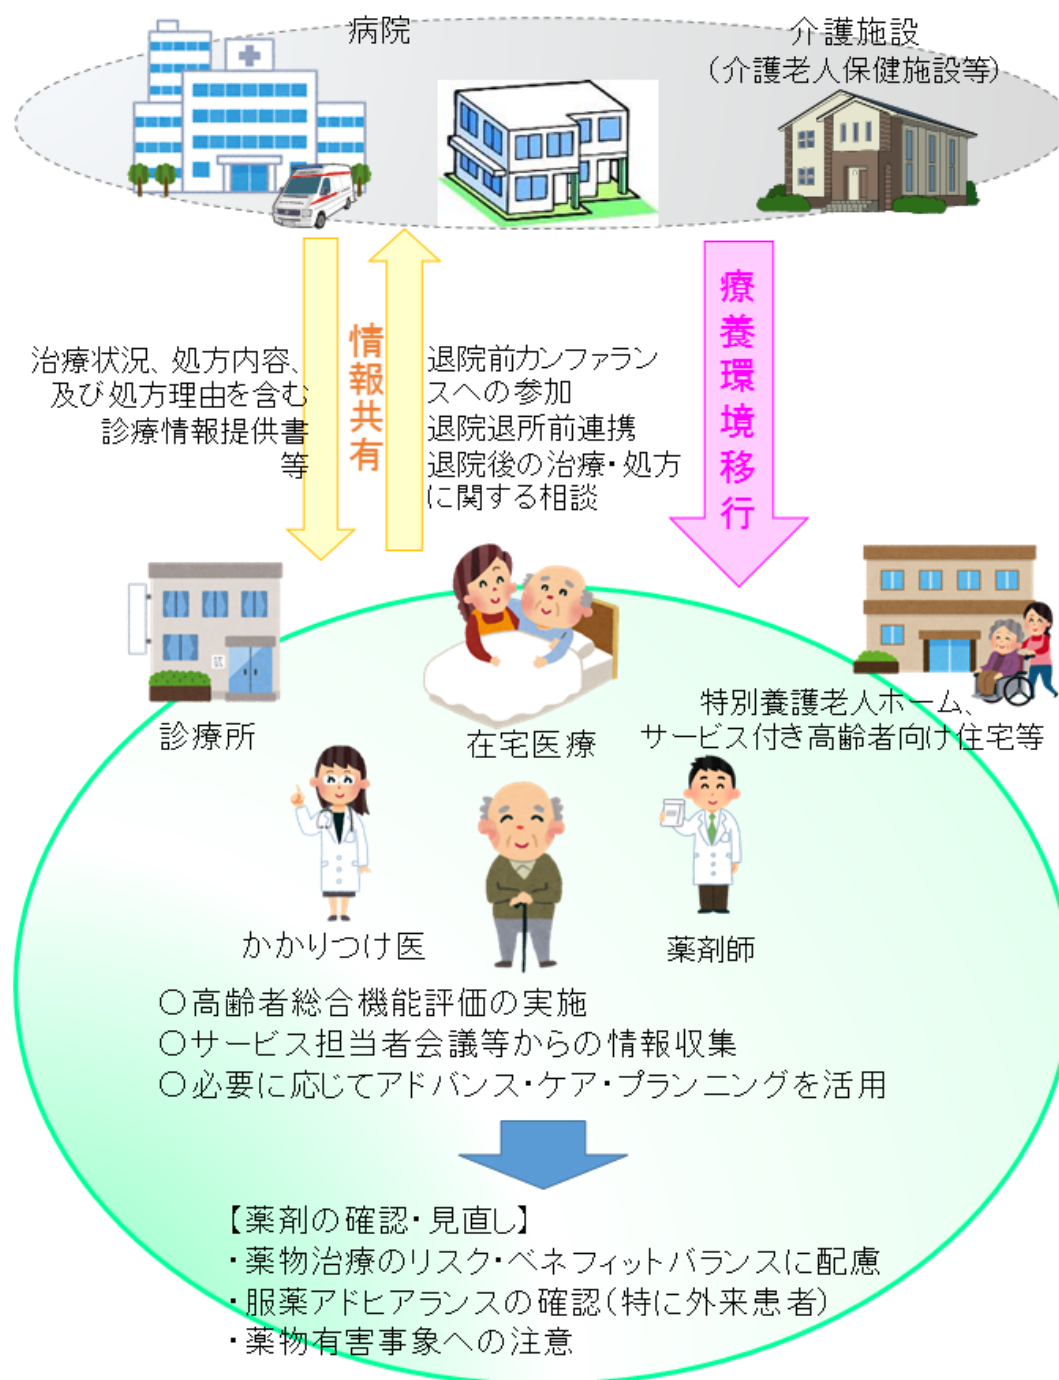 病院
介護施設
（介護老人保健施設等）
治療状況、処方内容、
及び処方理由を含む
診療情報提供書
等
情報共有
退院前カンファラン
スへの参加
退院退所前連携
退院後の治療・処方
に関する相談
療養環境移行
診療所
在宅医療
特別養護老人ホーム、
サービス付き高齢者向け住宅等
かかりつけ医
薬剤師
○高齢者総合機能評価の実施
○サービス担当者会議等からの情報収集
○必要に応じてアドバンス・ケア・プランニングを活用
【薬剤の確認・見直し】
・薬物治療のリスク・ベネフィットバランスに配慮
・服薬アドヒアランスの確認（特に外来患者）
・薬物有害事象への注意